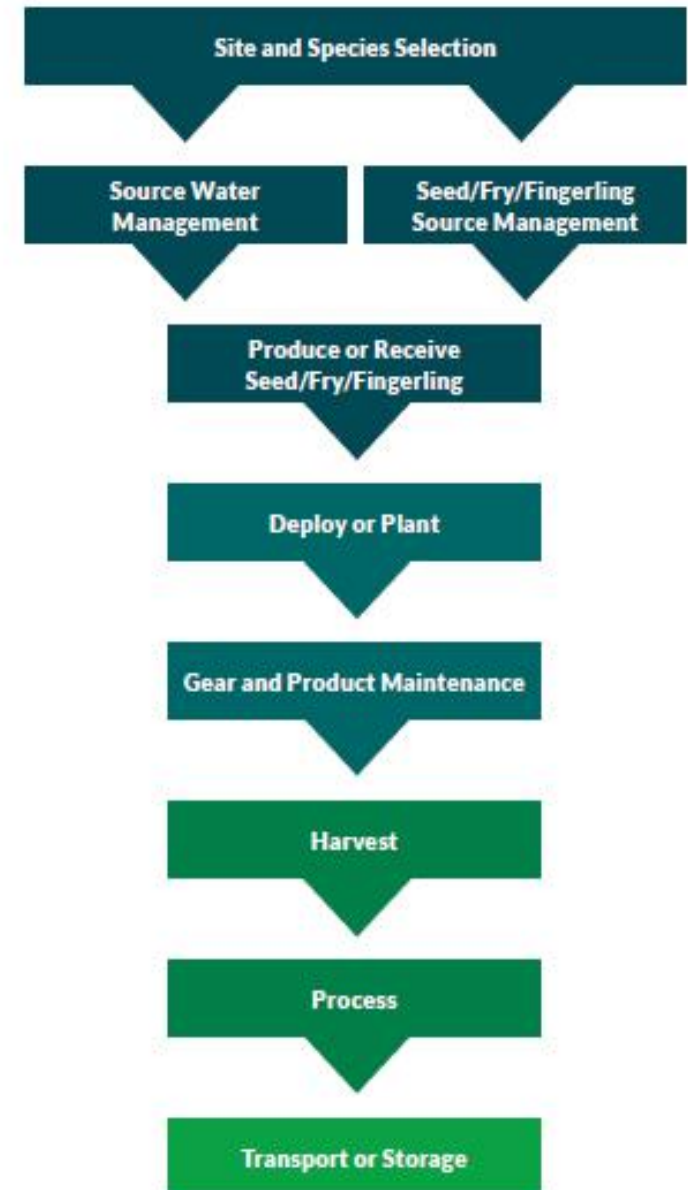 Site and Species Selection
Source Water
Management
Seed/Fry/Fingerling
Source Management
Produce or Receive
Seed/Fry/Fingerling
Deploy or Plant
Gear and Product Maintenance
Harvest
Process
Transport or Storage